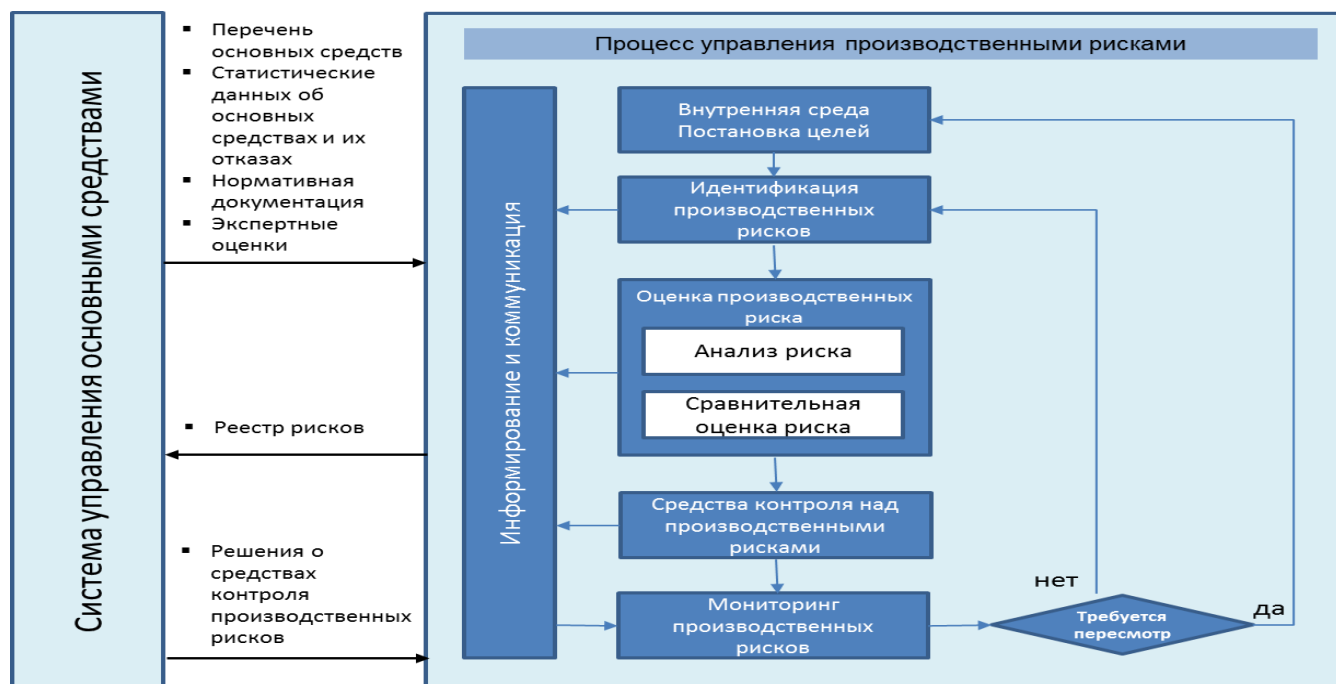 Система управления основными средствами
▪ Перечень
основных средств
▪ Статистические
данных об
основных
средствах и их
отказах
▪ Нормативная
документация
▪ Экспертные
оценки
▪ Реестр рисков
▪ Решения о
средствах
контроля
производственных
рисков
Процесс управления производственными рисками
Информирование и коммуникация
Внутренняя среда
Постановка целей
Идентификация
производственных
рисков
Оценка производственных
риска
Анализ риска
Сравнительная
оценка риска
Средства контроля над
производственными
рисками
Мониторинг
производственных
рисков
нет
Требуется
пересмотр
да